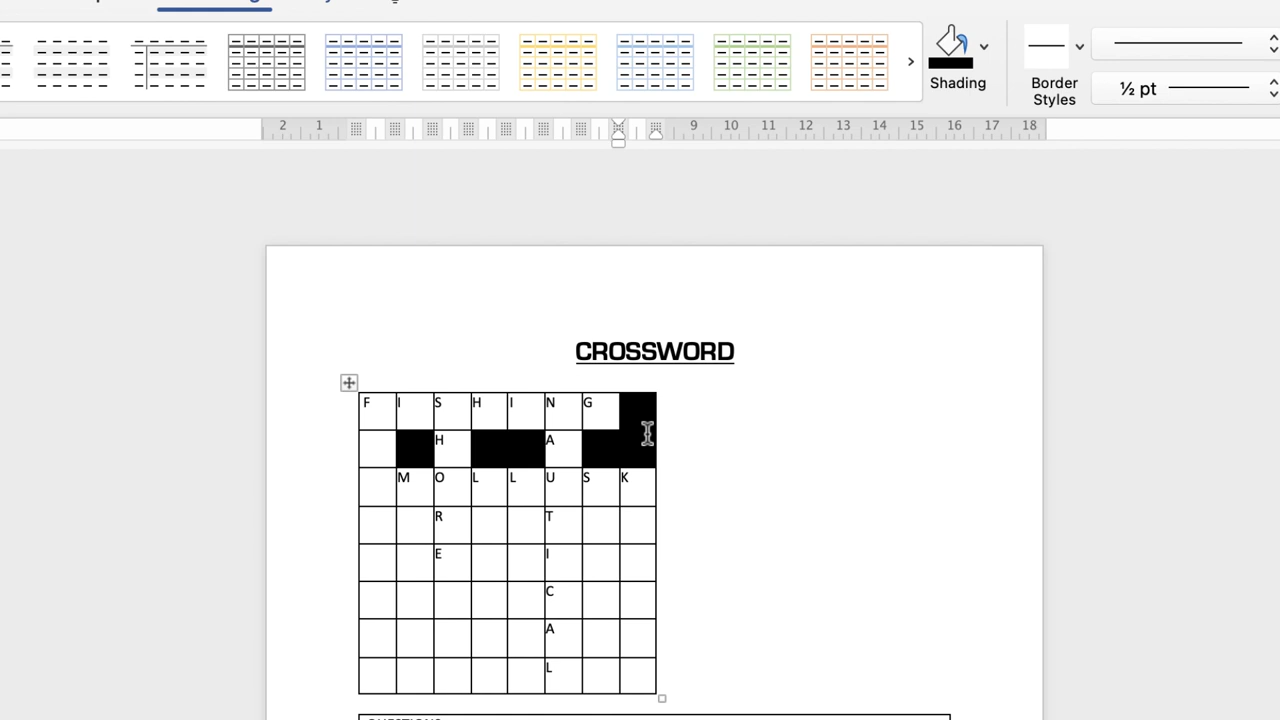 Shading
Border
Styles
½ pt
2 1 9 10 11 12 13 14 15 16 17 18
CROSSWORD
F I S H I N G
H A
M O L L U S K
R T
E I
C
A
L